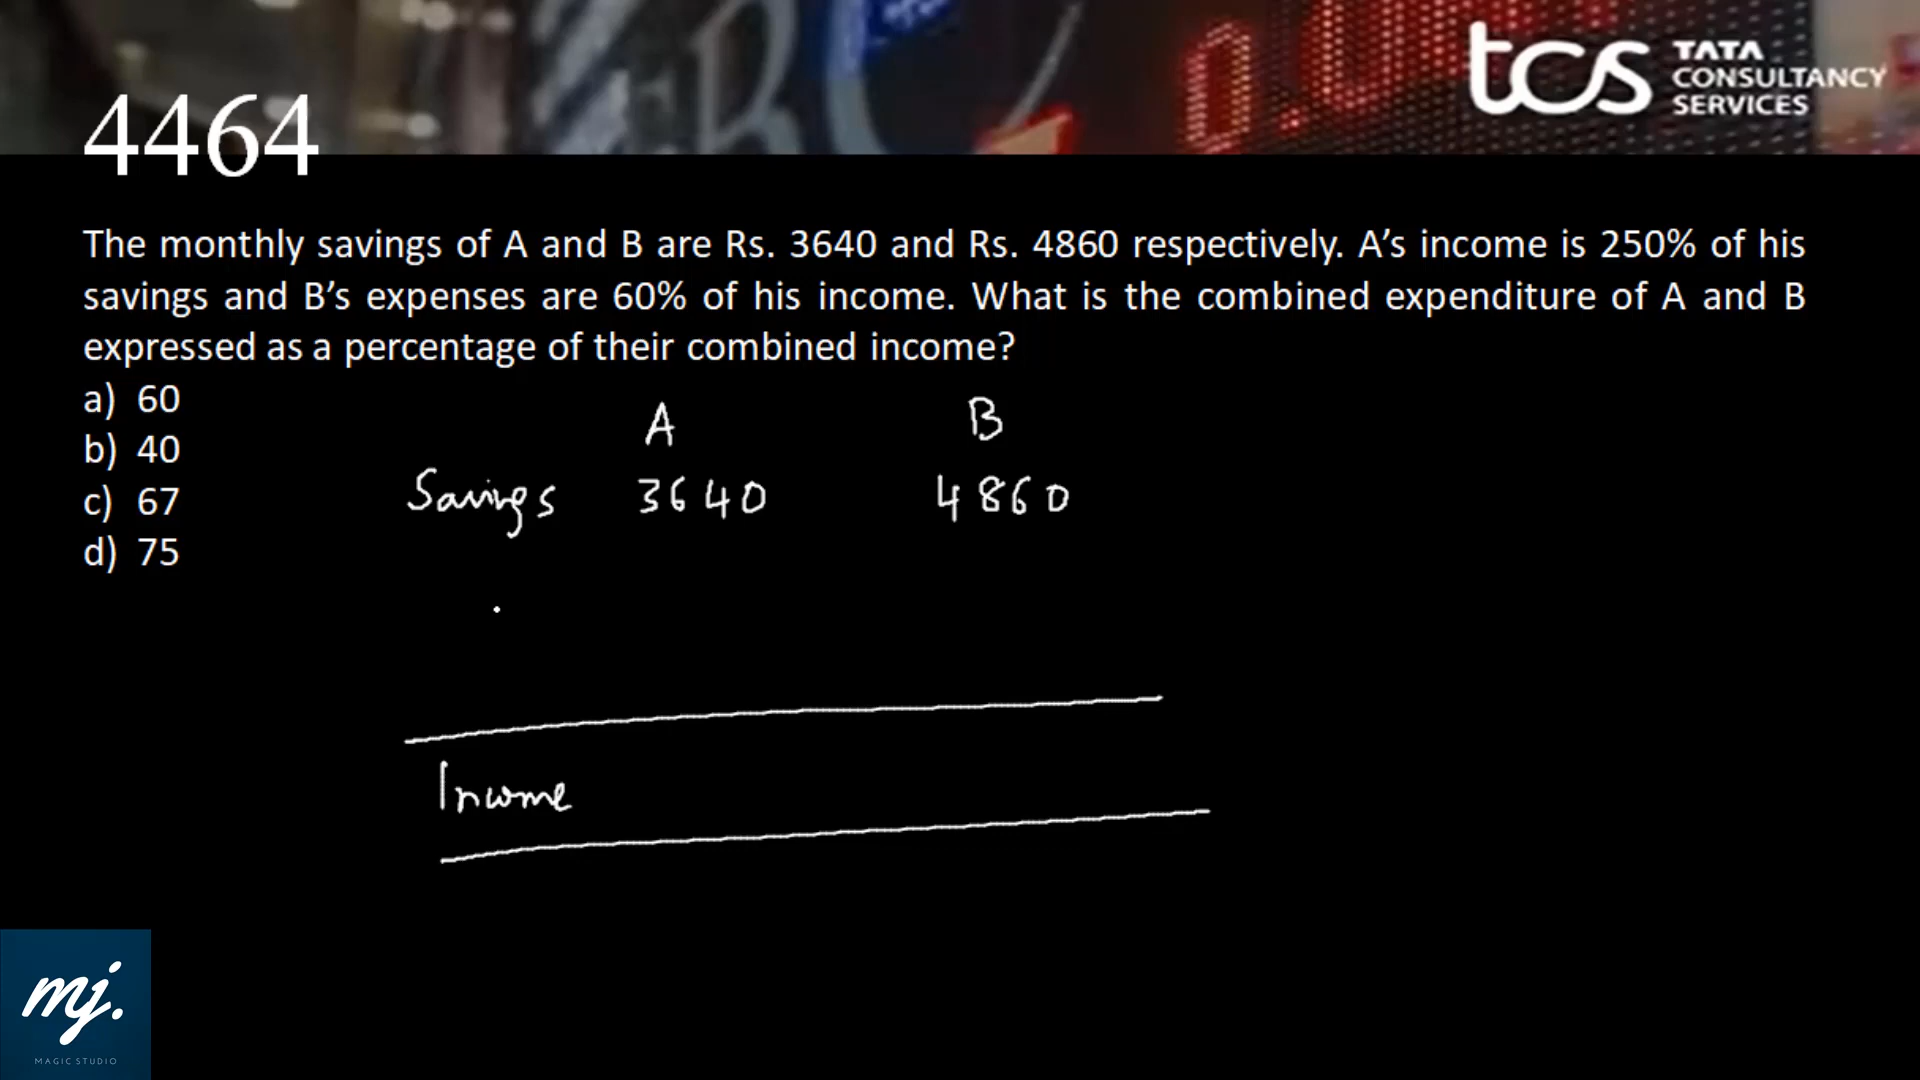 tcs TATA
CONSULTANCY
SERVICES
4464
The monthly savings of A and B are Rs. 3640 and Rs. 4860 respectively. A’s income is 250% of his
savings and B’s expenses are 60% of his income. What is the combined expenditure of A and B
expressed as a percentage of their combined income?
a) 60
b) 40
c) 67
d) 75
A B
Savings 3640 4860
Income
mj.
MAGIC STUDIO